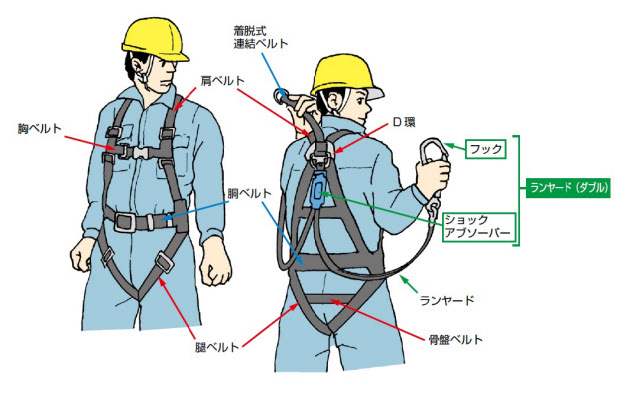 着脱式
連結ベルト
肩ベルト
胸ベルト
D環
フック
ランヤード(ダブル)
胴ベルト
ショック
アブソーバー
ランヤード
腿ベルト
骨盤ベルト